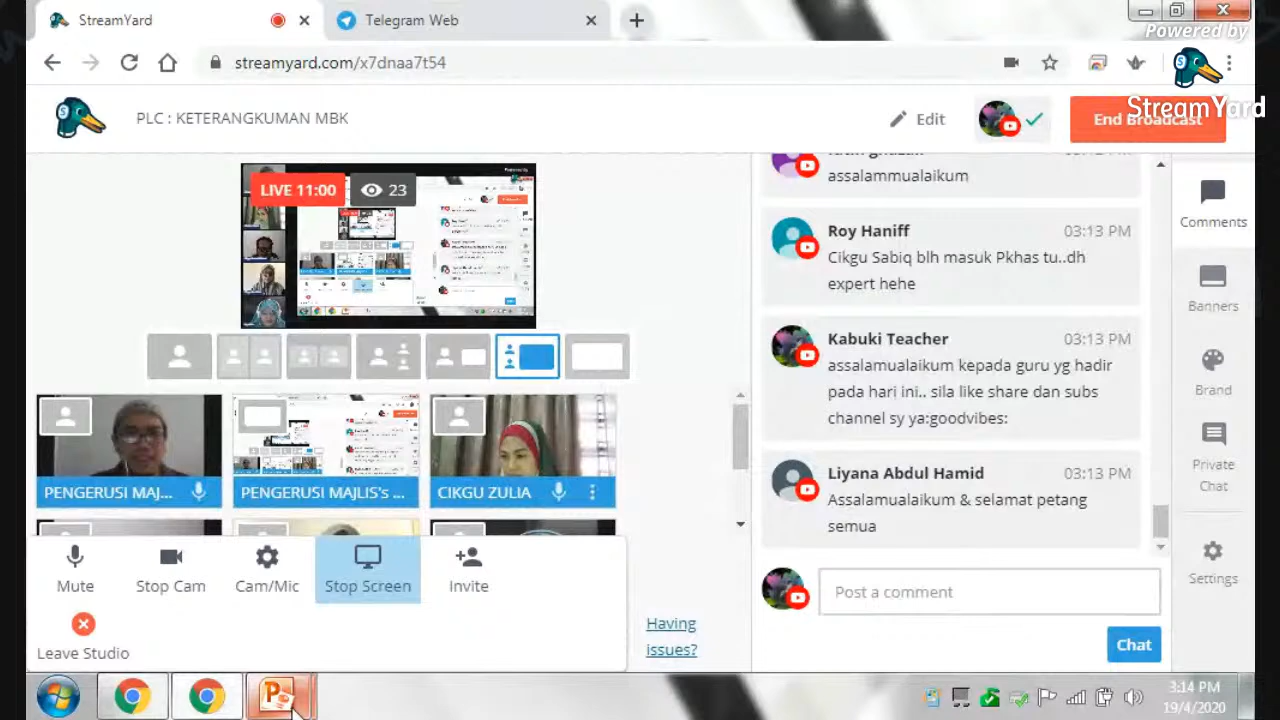 StreamYard
Telegram Web
Powered by
streamyard.com/x7dnaa7t54
StreamYard
PLC : KETERANGKUMAN MBK
Edit
End Broadcast
LIVE 11:00
23
03:12 PM
assalammualaikum
Roy Haniff
03:13 PM
Cikgu Sabiq blh masuk Pkhas tu..dh
expert hehe
Kabuki Teacher
03:13 PM
assalamualaikum kepada guru yg hadir
pada hari ini.. sila like share dan subs
channel sy ya:goodvibes:
Liyana Abdul Hamid
03:13 PM
Assalamualaikum & selamat petang
semua
Post a comment
Chat
Comments
Banners
Brand
Private
Chat
Settings
PENGERUSI MAJ...
PENGERUSI MAJLIS's ...
CIKGU ZULIA
Mute
Stop Cam
Cam/Mic
Stop Screen
Invite
Leave Studio
Having
issues?
3:14 PM
19/4/2020